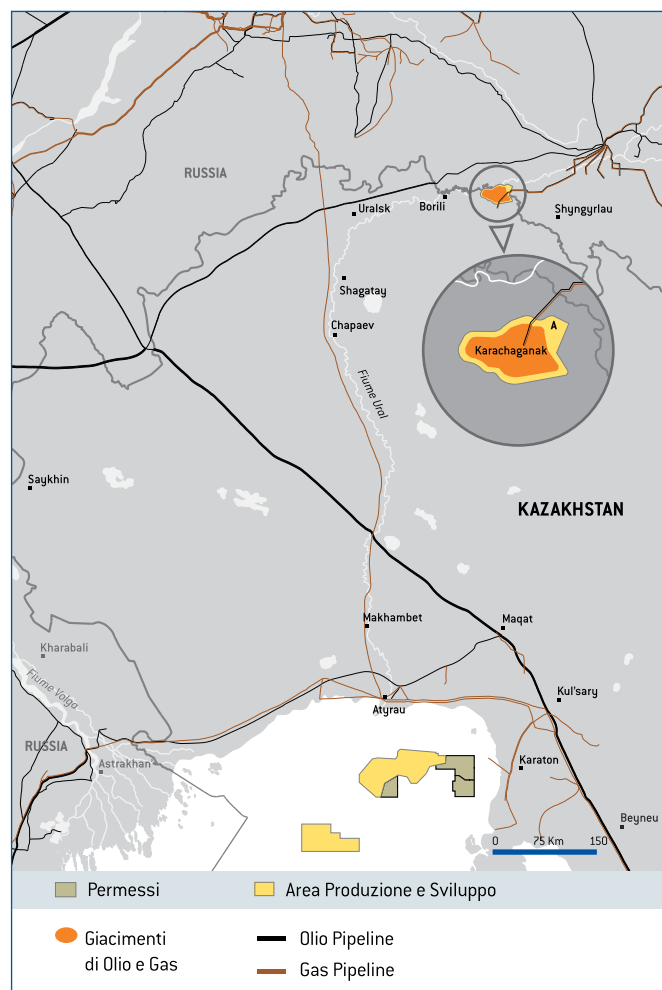 RUSSIA
Uralsk
Borili
Shyngyrlau
Shagatay
Chapaev
A
Karachaganak
Fiume Ural
Saykhin
KAZAKHSTAN
Makhambet
Maqat
Kharabali
Fiume Volga
Kul'sary
Atyrau
RUSSIA
Astrakhan'
Karaton
Beyneu
0 75 Km 150
Permessi
Area Produzione e Sviluppo
Giacimenti
di Olio e Gas
Olio Pipeline
Gas Pipeline